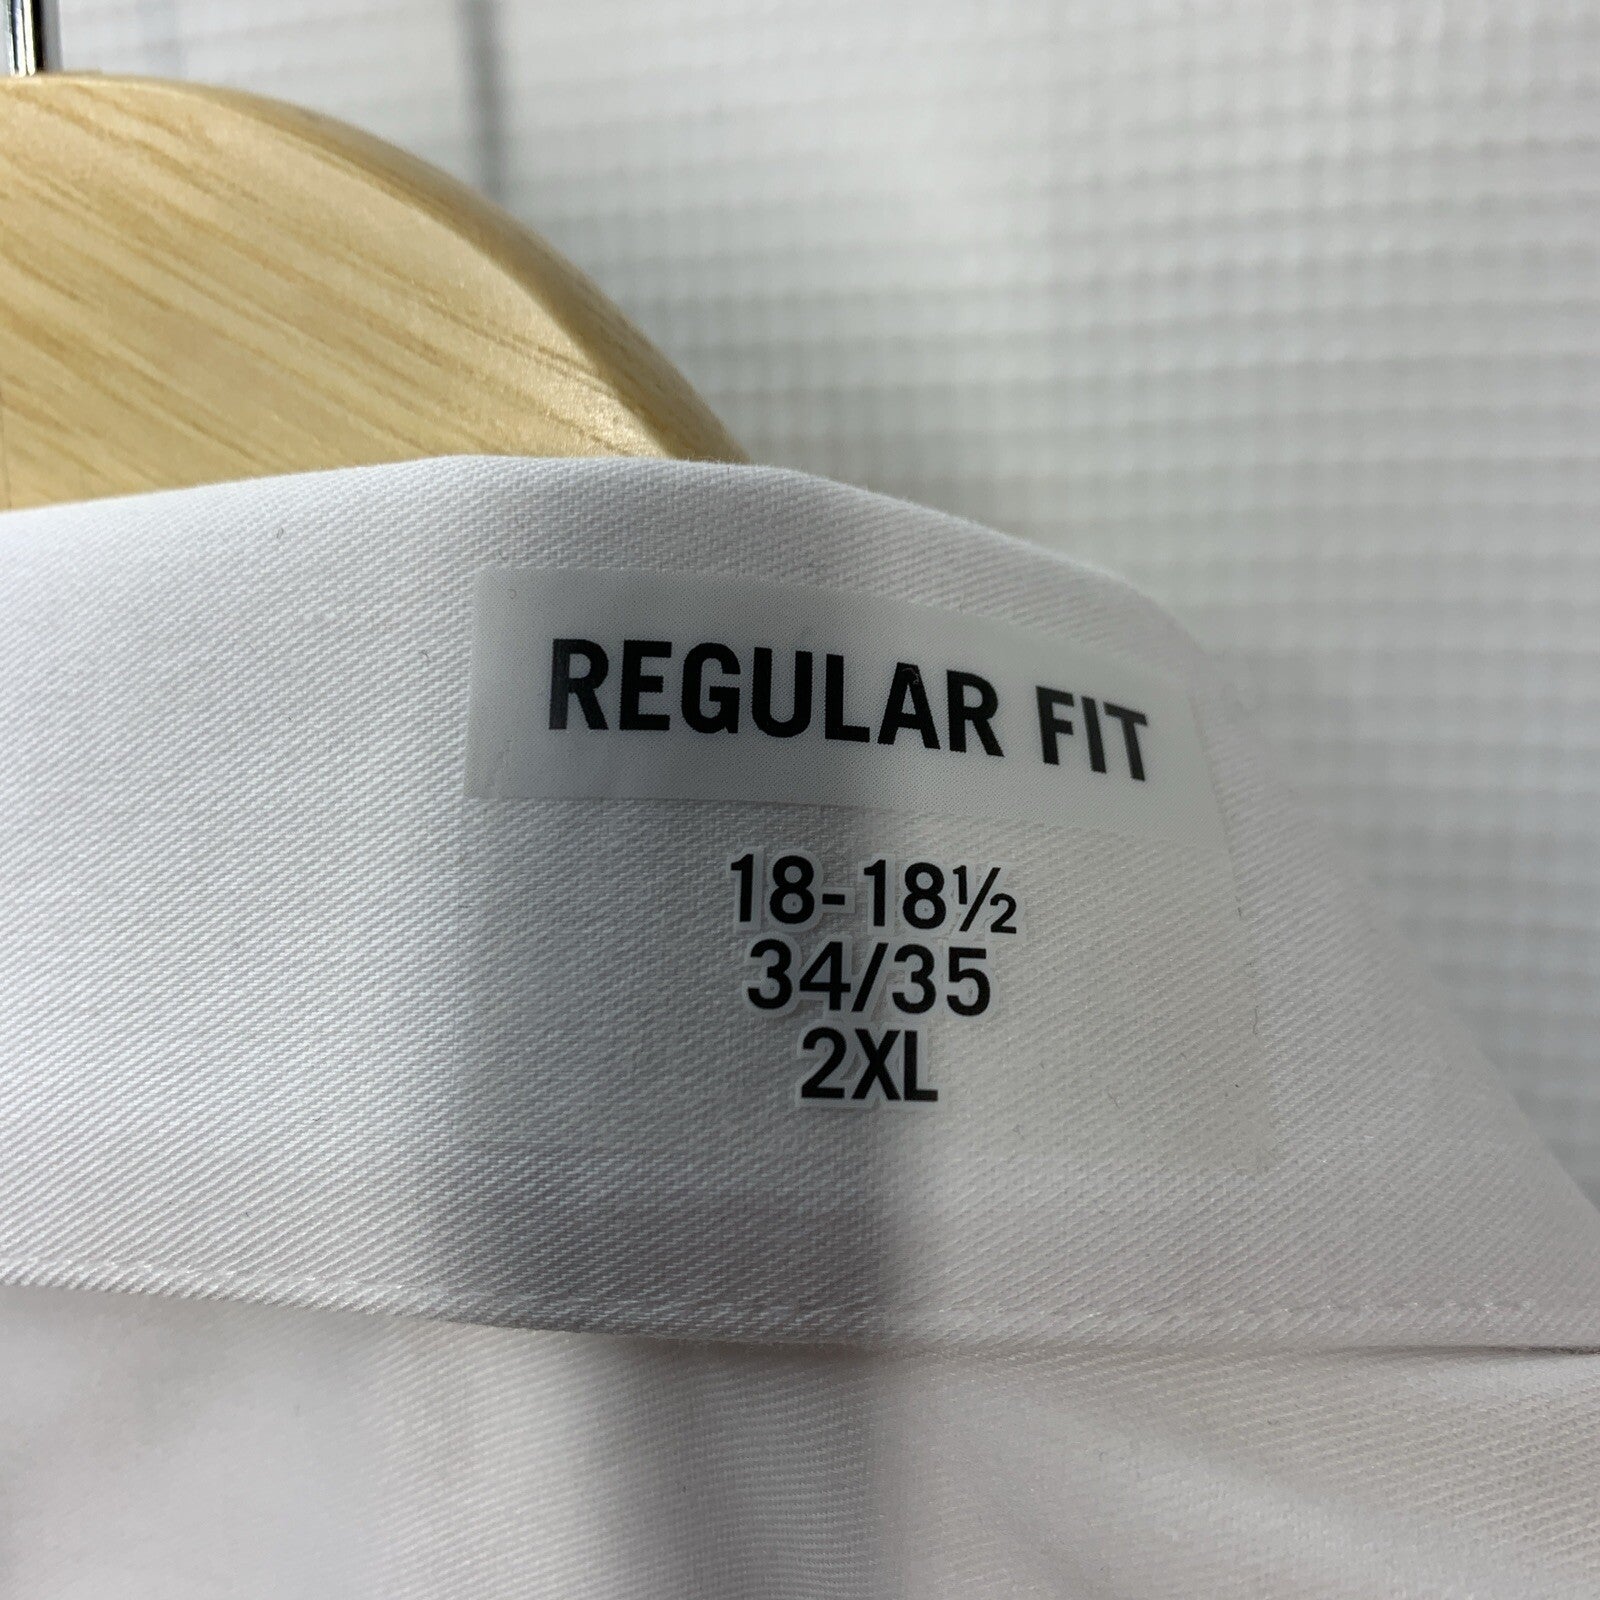 REGULAR FIT
18-18½
34/35
2XL